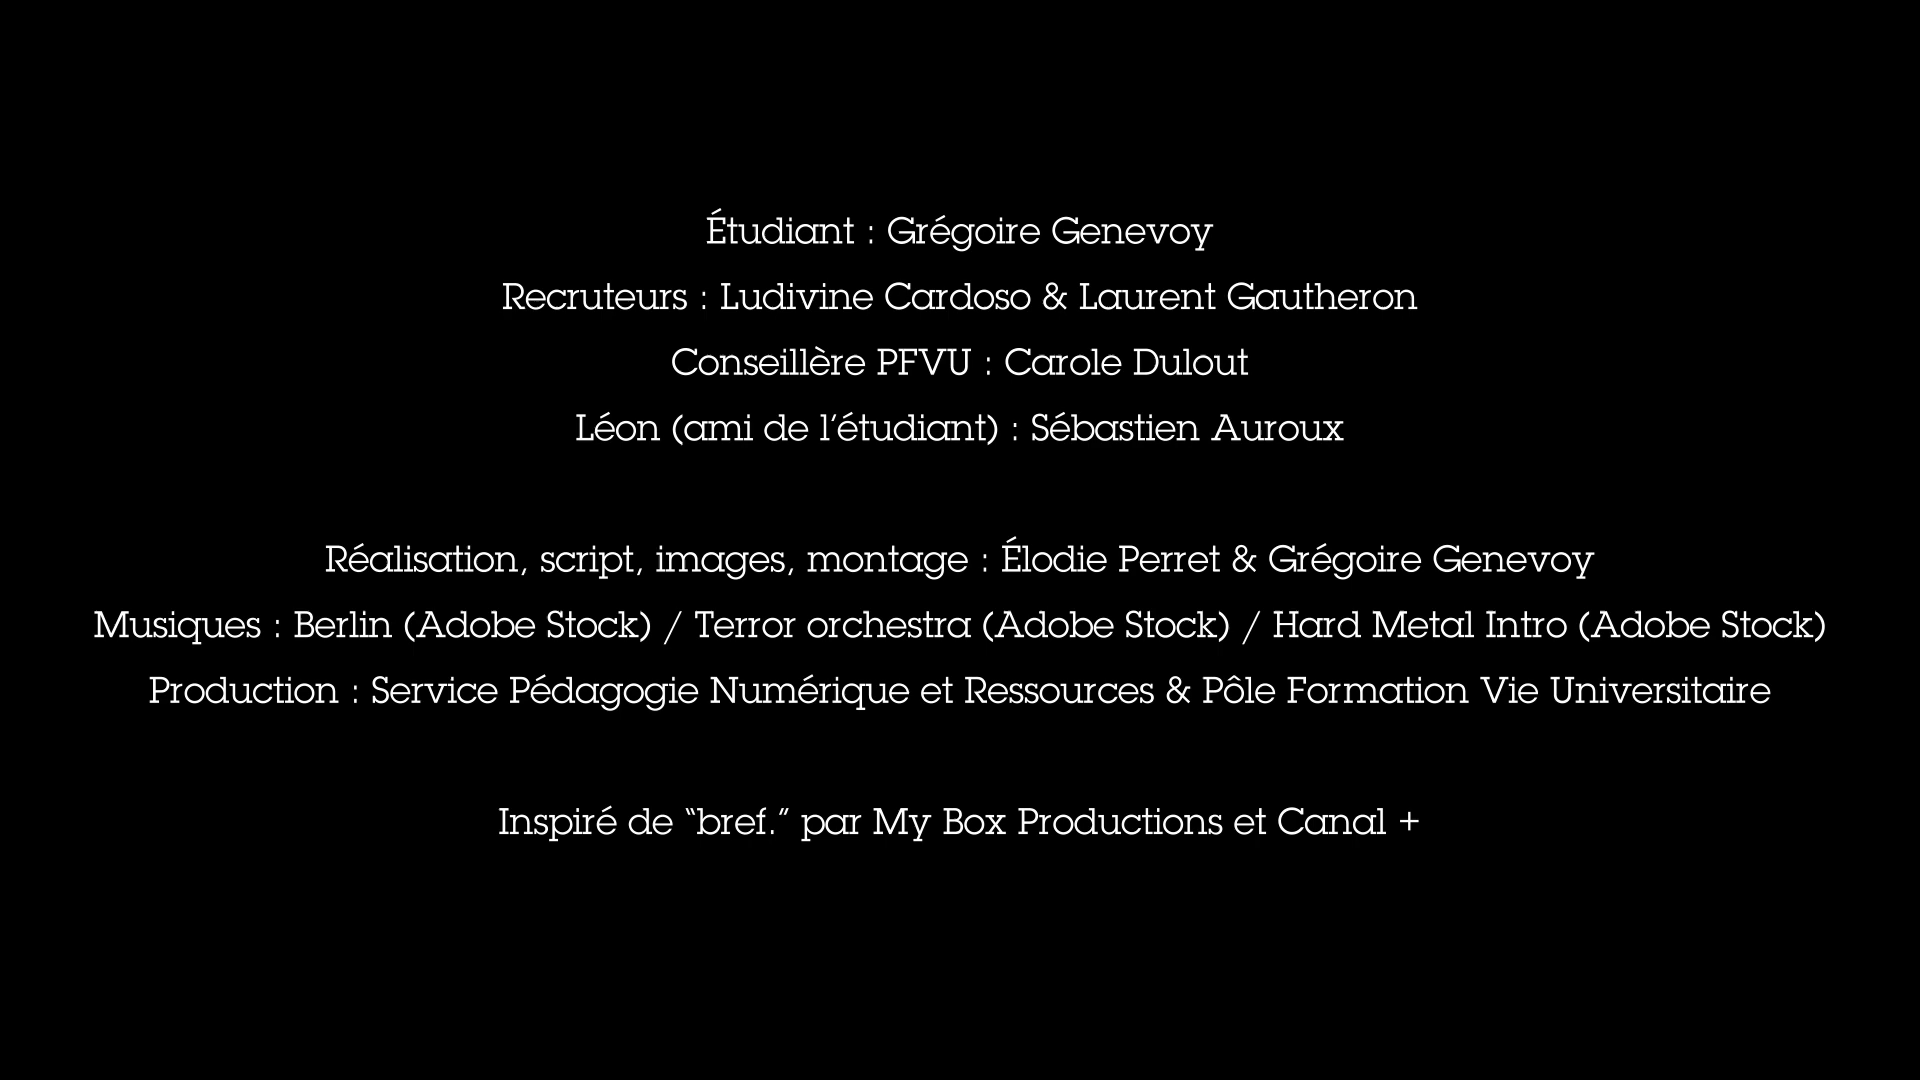 Étudiant : Grégoire Genevoy
Recruteurs : Ludivine Cardoso & Laurent Gautheron
Conseillère PFVU : Carole Dulout
Léon (ami de l’étudiant) : Sébastien Auroux
Réalisation, script, images, montage : Élodie Perret & Grégoire Genevoy
Musiques : Berlin (Adobe Stock) / Terror orchestra (Adobe Stock) / Hard Metal Intro (Adobe Stock)
Production : Service Pédagogie Numérique et Ressources & Pôle Formation Vie Universitaire
Inspiré de “bref.” par My Box Productions et Canal +